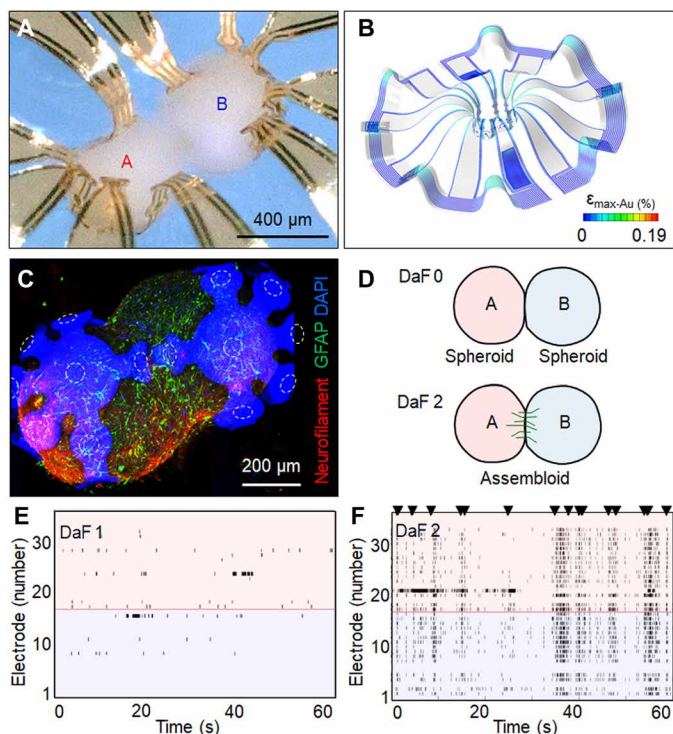 A
B
A
400 μm
B
εmax-Au (%)
0 0.19
C
Neurofilament GFAP DAPI
200 μm
D
DaF 0
A B
Spheroid Spheroid
DaF 2
A B
Assembloid
E
DaF 1
Electrode (number)
30
20
10
1
0 20 40 60
Time (s)
F
DaF 2
Electrode (number)
30
20
10
1
0 20 40 60
Time (s)